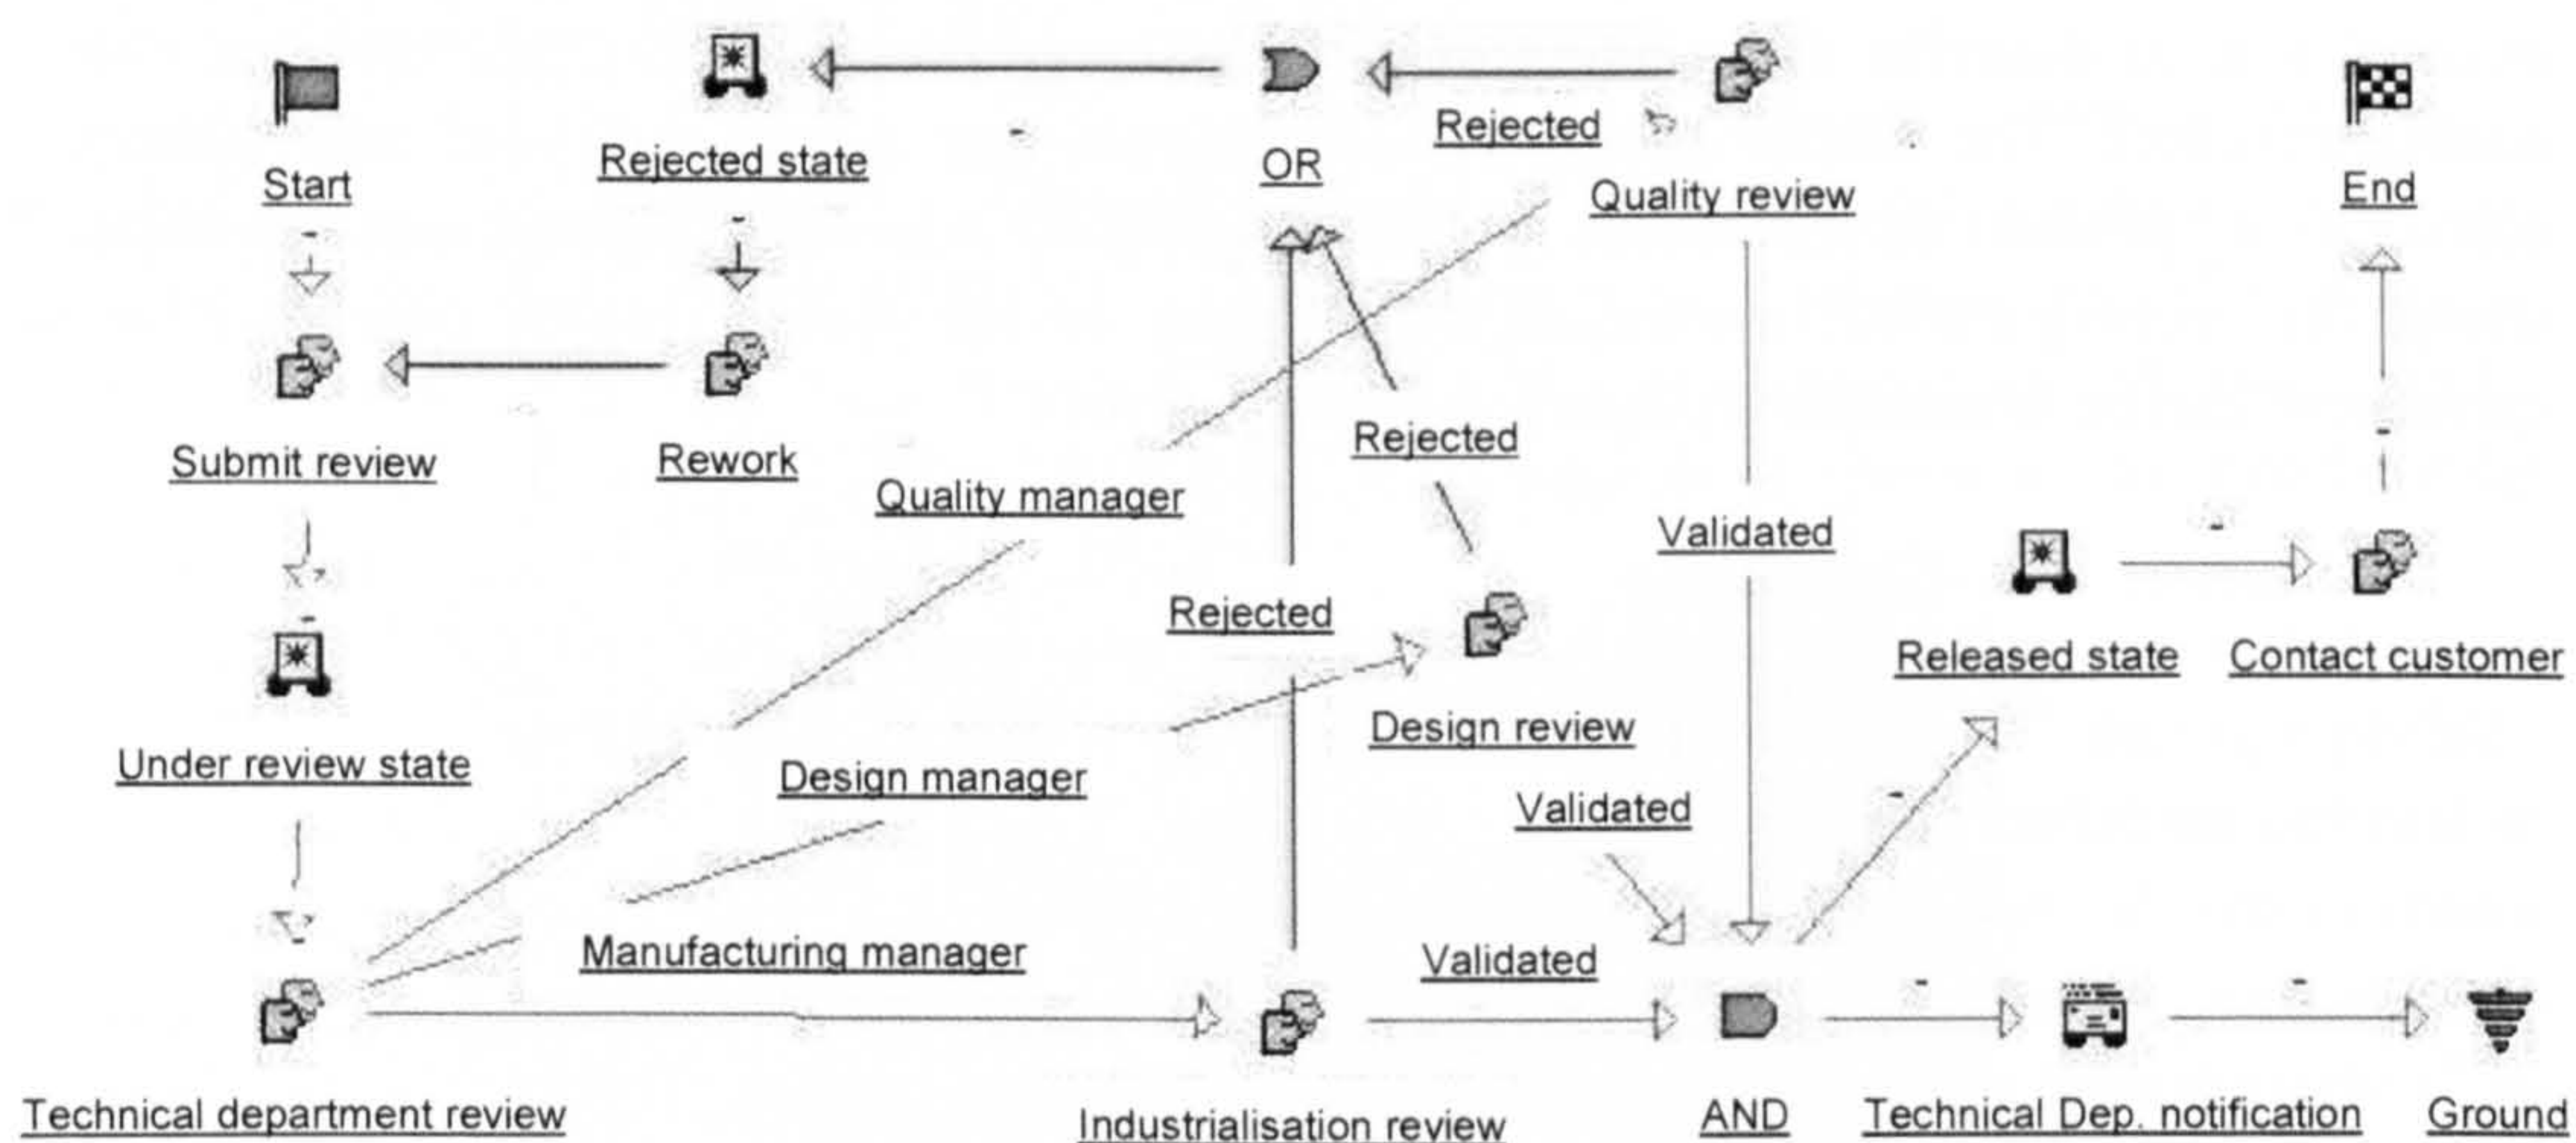 Rejected
Rejected state
OR
Start
Quality review
End
Submit review
Rework
Rejected
Quality manager
Validated
Rejected
Released state
Contact customer
Design review
Under review state
Design manager
Validated
Manufacturing manager
Validated
Technical department review
Industrialisation review
AND
Technical Dep. notification
Ground